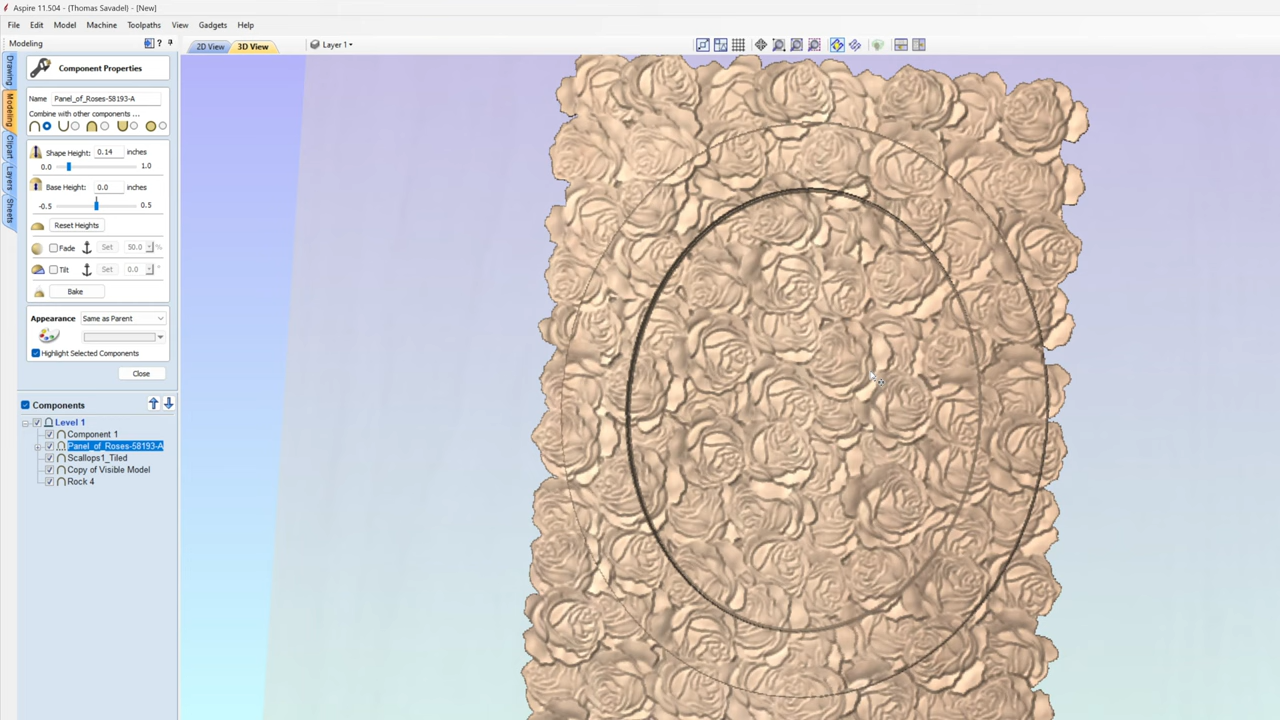 Aspire 11.504 - (Thomas Savadel) - [New]
File Edit Model Machine Toolpaths View Gadgets Help
Modeling
2D View 3D View Layer 1
Component Properties
Name Panel_of_Roses-58193-A
Combine with other components ...
Shape Height: 0.14 inches
0.0 1.0
Base Height: 0.0 inches
-0.5 0.5
Reset Heights
Fade Set 50.0 %
Tilt Set 0.0 °
Bake
Appearance Same as Parent
Highlight Selected Components
Close
Components
Level 1
Component 1
Panel_of_Roses-58193-A
Scallops1_Tiled
Copy of Visible Model
Rock 4
Drawing
Modeling
Clipart
Layers
Sheets